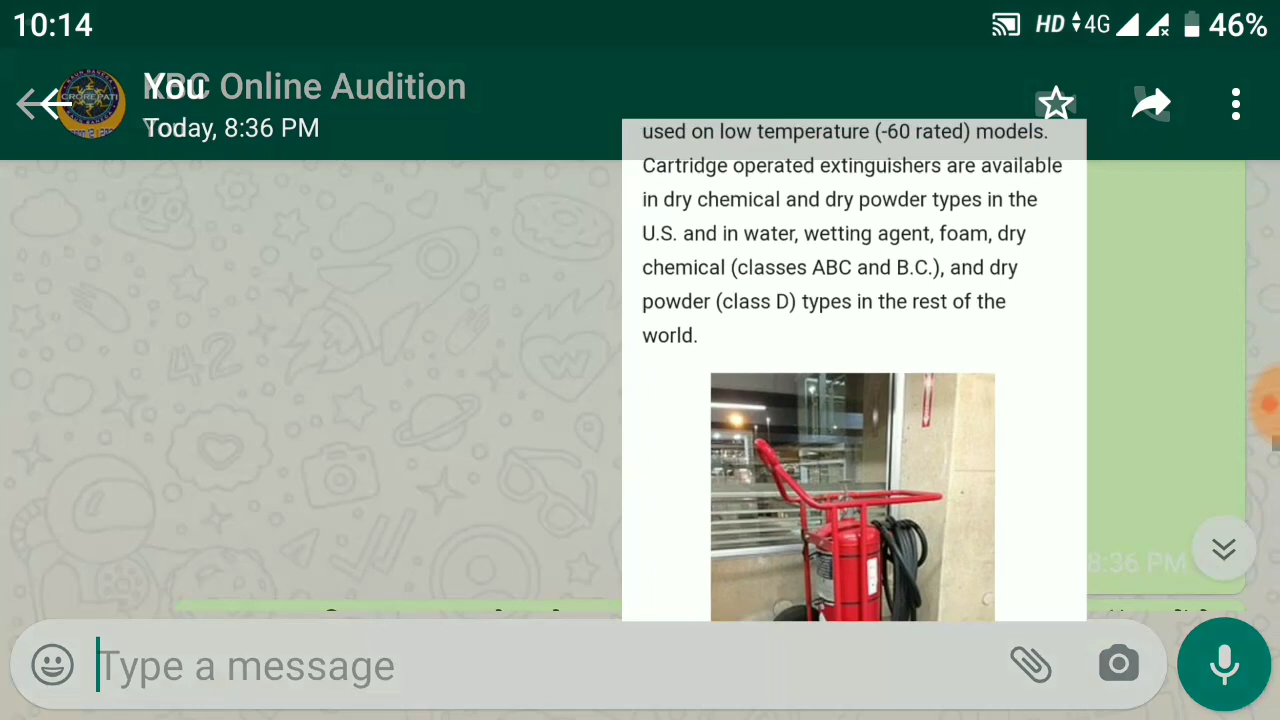 10:14
HD 4G 46%
KBC Online Audition
You
Today, 8:36 PM
used on low temperature (-60 rated) models.
Cartridge operated extinguishers are available
in dry chemical and dry powder types in the
U.S. and in water, wetting agent, foam, dry
chemical (classes ABC and B.C.), and dry
powder (class D) types in the rest of the
world.
8:36 PM
Type a message